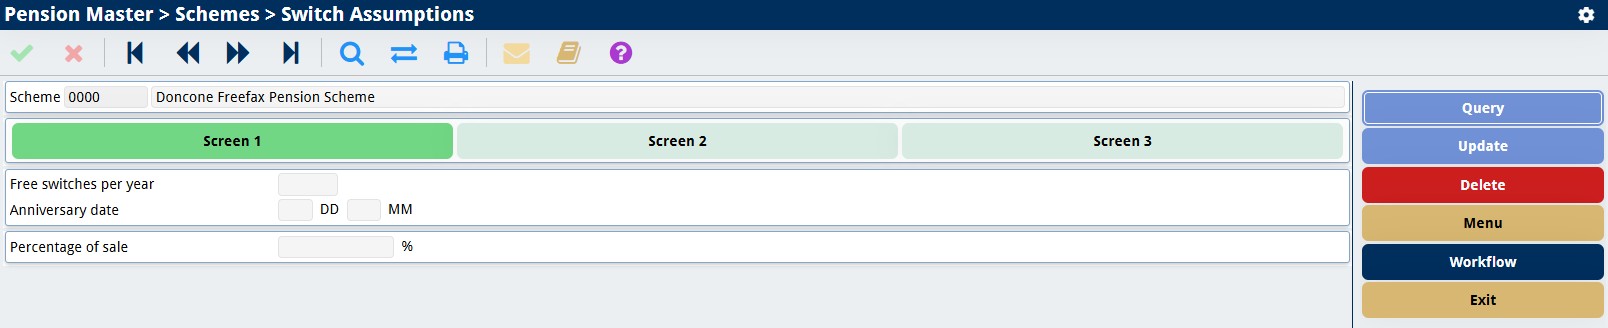 Pension Master > Schemes > Switch Assumptions
?
Scheme 0000 Doncone Freefax Pension Scheme
Screen 1 Screen 2 Screen 3
Free switches per year
Anniversary date DD MM
Percentage of sale %
Query
Update
Delete
Menu
Workflow
Exit